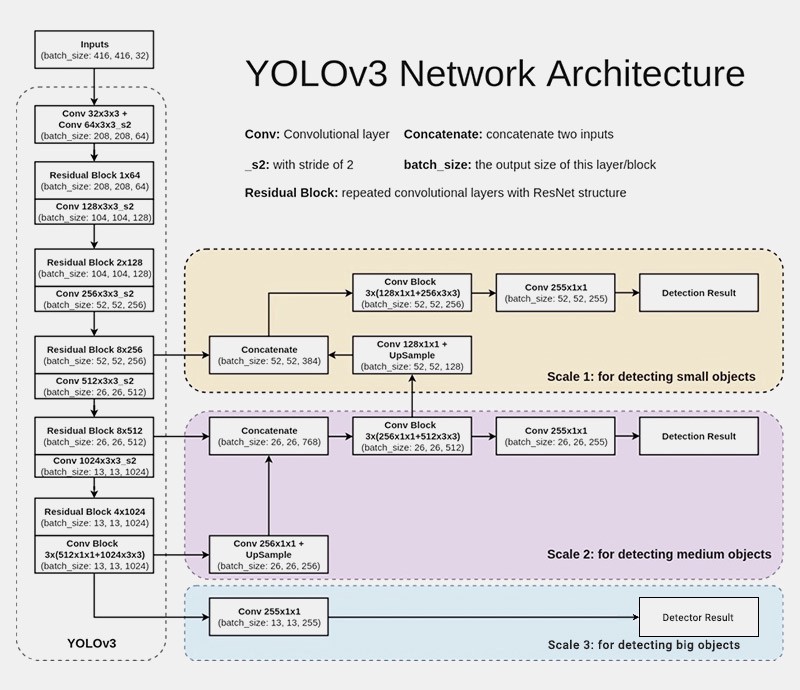 Inputs
(batch_size: 416, 416, 32)
YOLOv3 Network Architecture
Conv: Convolutional layer
Concatenate: concatenate two inputs
_s2: with stride of 2
batch_size: the output size of this layer/block
Residual Block: repeated convolutional layers with ResNet structure
Conv 32x3x3 +
Conv 64x3x3_s2
(batch_size: 208, 208, 64)
Residual Block 1x64
(batch_size: 208, 208, 64)
Conv 128x3x3_s2
(batch_size: 104, 104, 128)
Residual Block 2x128
(batch_size: 104, 104, 128)
Conv 256x3x3_s2
(batch_size: 52, 52, 256)
Residual Block 8x256
(batch_size: 52, 52, 256)
Conv 512x3x3_s2
(batch_size: 26, 26, 512)
Residual Block 8x512
(batch_size: 26, 26, 512)
Conv 1024x3x3_s2
(batch_size: 13, 13, 1024)
Residual Block 4x1024
(batch_size: 13, 13, 1024)
Conv Block
3x(512x1x1+1024x3x3)
(batch_size: 13, 13, 1024)
YOLOv3
Conv Block
3x(128x1x1+256x3x3)
(batch_size: 52, 52, 256)
Conv 255x1x1
(batch_size: 52, 52, 255)
Detection Result
Concatenate
(batch_size: 52, 52, 384)
Conv 128x1x1 +
UpSample
(batch_size: 52, 52, 128)
Scale 1: for detecting small objects
Concatenate
(batch_size: 26, 26, 768)
Conv Block
3x(256x1x1+512x3x3)
(batch_size: 26, 26, 512)
Conv 255x1x1
(batch_size: 26, 26, 255)
Detection Result
Conv 256x1x1 +
UpSample
(batch_size: 26, 26, 256)
Scale 2: for detecting medium objects
Conv 255x1x1
(batch_size: 13, 13, 255)
Detector Result
Scale 3: for detecting big objects